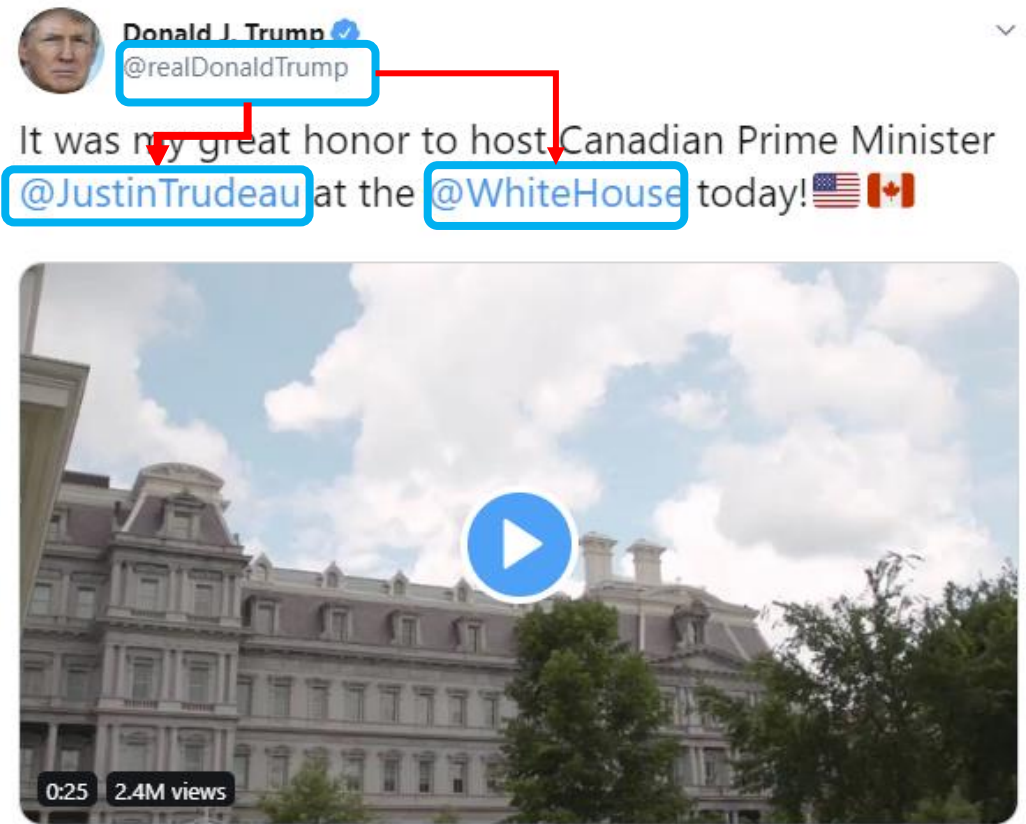 Donald J. Trump
@realDonaldTrump
It was my great honor to host Canadian Prime Minister
@JustinTrudeau at the @WhiteHouse today!🇺🇸🇨🇦
0:25 2.4M views